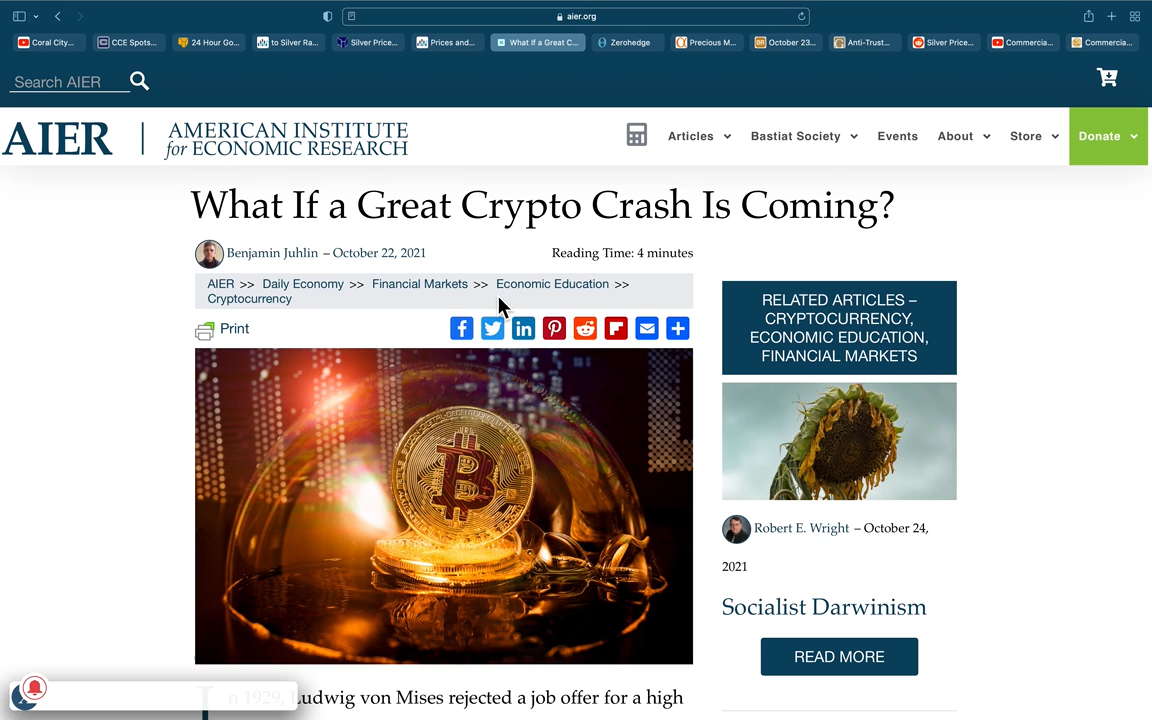 aier.org
Coral City...
CCE Spots...
24 Hour Go...
to Silver Ra...
Silver Price...
Prices and...
What If a Great C...
Zerohedge
Precious M...
October 23...
Anti-Trust...
Silver Price...
Commercia...
Commercia...
Search AIER
AIER
AMERICAN INSTITUTE
for ECONOMIC RESEARCH
Articles
Bastiat Society
Events
About
Store
Donate
What If a Great Crypto Crash Is Coming?
Benjamin Juhlin – October 22, 2021
Reading Time: 4 minutes
AIER >> Daily Economy >> Financial Markets >> Economic Education >>
Cryptocurrency
Print
RELATED ARTICLES –
CRYPTOCURRENCY,
ECONOMIC EDUCATION,
FINANCIAL MARKETS
Robert E. Wright – October 24,
2021
Socialist Darwinism
READ MORE
n 1929, Ludwig von Mises rejected a job offer for a high